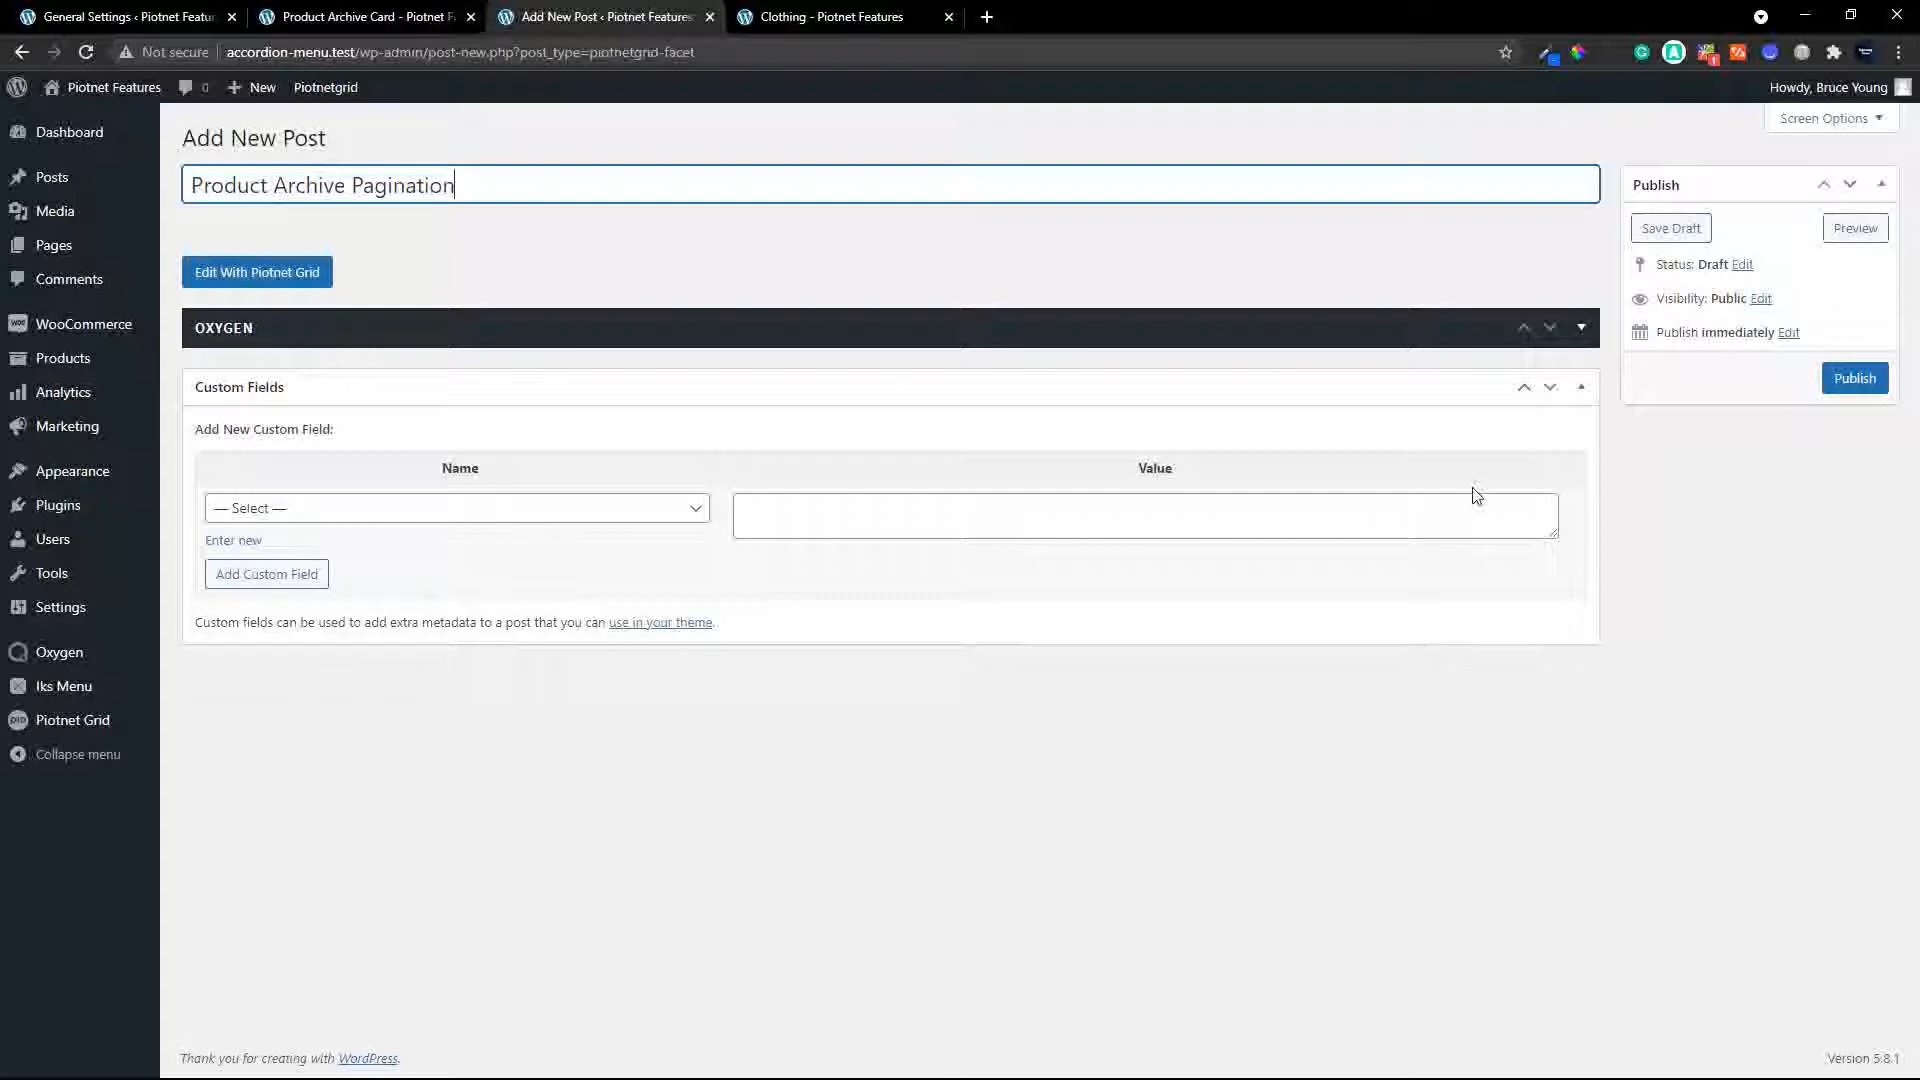 General Settings ‹ Piotnet Featu
Product Archive Card - Piotnet F
Add New Post ‹ Piotnet Features
Clothing - Piotnet Features
Not secure
accordion-menu.test/wp-admin/post-new.php?post_type=piotnetgrid-facet
Piotnet Features
0
New
Piotnetgrid
Howdy, Bruce Young
Screen Options
Dashboard
Posts
Media
Pages
Comments
WooCommerce
Products
Analytics
Marketing
Appearance
Plugins
Users
Tools
Settings
Oxygen
Iks Menu
Piotnet Grid
Collapse menu
Add New Post
Product Archive Pagination
Edit With Piotnet Grid
OXYGEN
Custom Fields
Add New Custom Field:
Name
Value
— Select —
Enter new
Add Custom Field
Custom fields can be used to add extra metadata to a post that you can use in your theme.
Publish
Save Draft
Preview
Status: Draft Edit
Visibility: Public Edit
Publish immediately Edit
Publish
Thank you for creating with WordPress.
Version 5.8.1